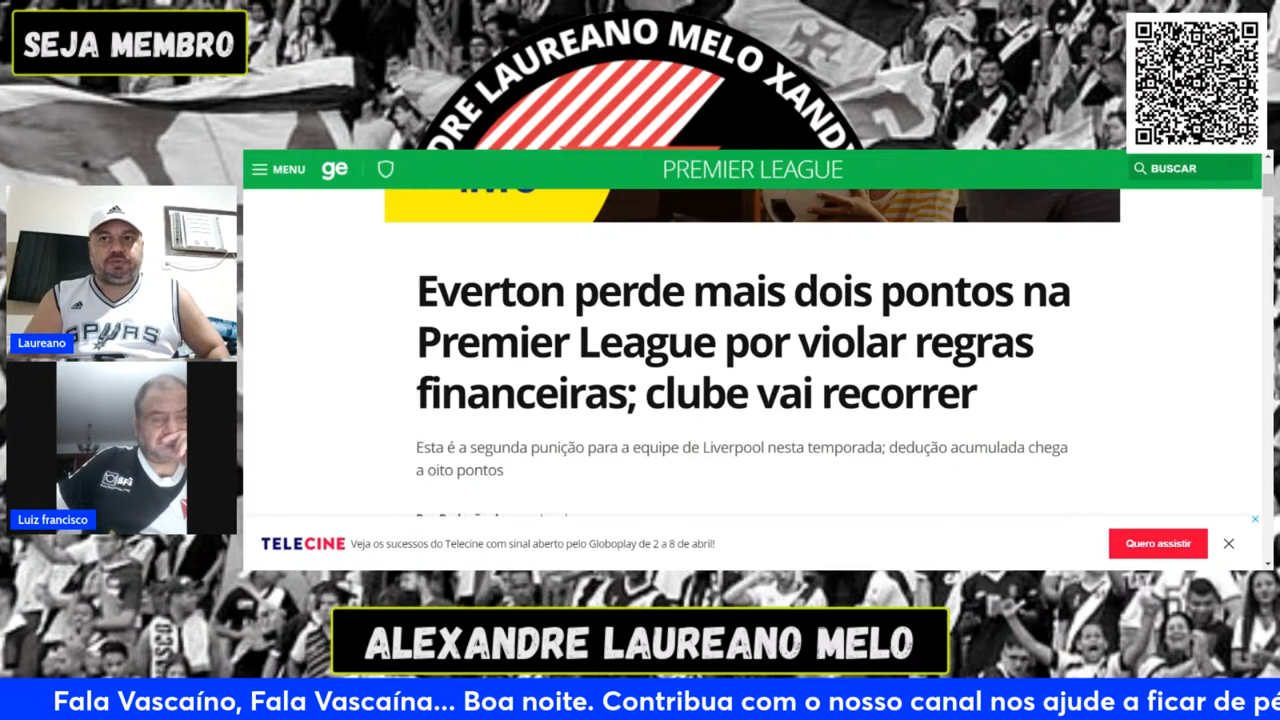 SEJA MEMBRO
DRE LAUREANO MELO XAND
MENU ge PREMIER LEAGUE BUSCAR
Everton perde mais dois pontos na
Premier League por violar regras
financeiras; clube vai recorrer
Esta é a segunda punição para a equipe de Liverpool nesta temporada; dedução acumulada chega
a oito pontos
SPURS
Laureano
BFS
Luiz francisco
TELECINE Veja os sucessos do Telecine com sinal aberto pelo Globoplay de 2 a 8 de abril! Quero assistir
ALEXANDRE LAUREANO MELO
Fala Vascaíno, Fala Vascaína... Boa noite. Contribua com o nosso canal nos ajude a ficar de pé